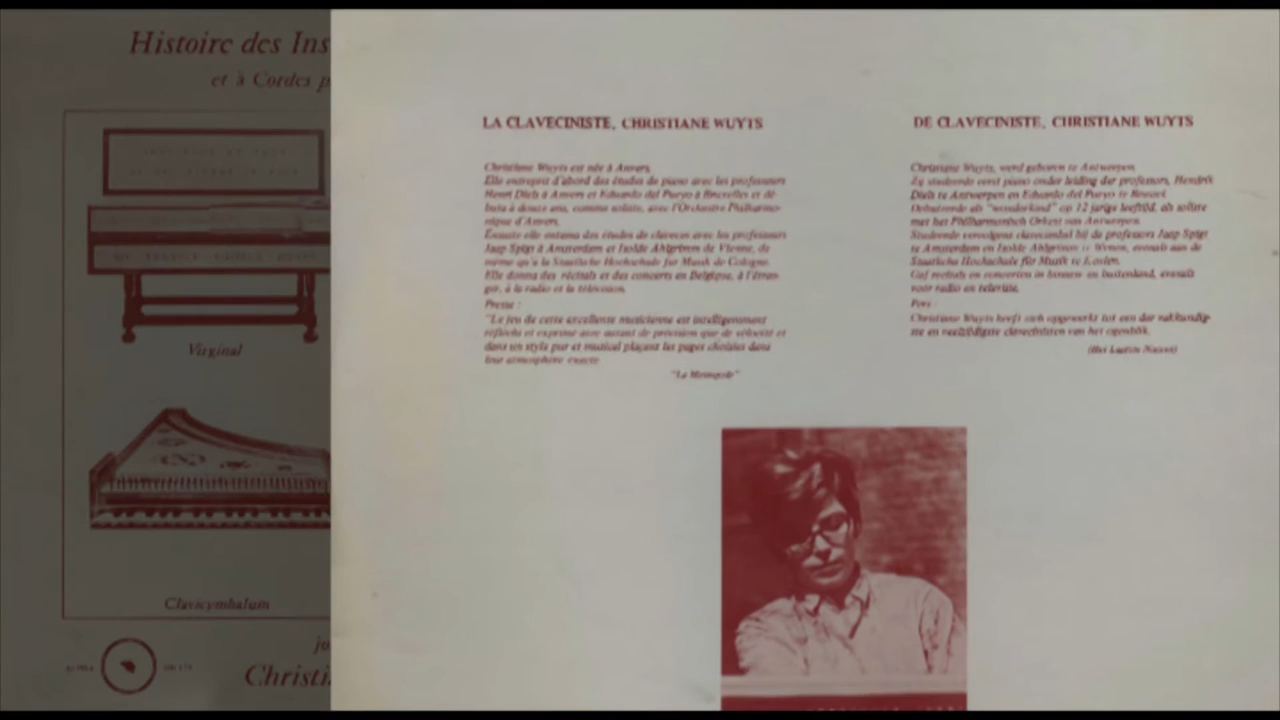 Histoire des Ins
et à Cordes p
Virginal
Clavicymbalum
jo
Christi
LA CLAVECINISTE, CHRISTIANE WUYTS
Christiane Wuyts est née à Anvers.
Elle entreprit d'abord des études de piano avec les professeurs
Henri Diels à Anvers et Eduardo del Pueyo à Bruxelles et dé-
buta à douze ans, comme soliste, avec l'Orchestre Philharmo-
nique d'Anvers.
Ensuite elle entama des études de clavecin avec les professeurs
Jaap Spigt à Amsterdam et Isolde Ahlgrimm de Vienne, de
même qu'à la Staatliche Hochschule für Musik de Cologne.
Elle donna des récitals et des concerts en Belgique, à l'étran-
ger, à la radio et la télévision.
Presse :
"Le jeu de cette excellente musicienne est intelligemment
réfléchi et exprimé avec autant de précision que de vélocité et
dans un style pur et musical plaçant les pages choisies dans
leur atmosphère exacte
"La Métropole"
DE CLAVECINISTE, CHRISTIANE WUYTS
Christiane Wuyts, werd geboren te Antwerpen.
Zij studeerde eerst piano onder leiding der professors, Hendrik
Diels te Antwerpen en Eduardo del Pueyo te Brussel.
Debuteerde als "wonderkind" op 12 jarige leeftijd, als soliste
met het Philharmonisch Orkest van Antwerpen.
Studeerde vervolgens clavecimbel bij de professors Jaap Spigt
te Amsterdam en Isolde Ahlgrimm te Wenen, evenals aan de
Staatliche Hochschule für Musik te Keulen.
Gaf recitals en concerten in binnen- en buitenland, evenals
voor radio en televisie.
Pers :
Christiane Wuyts heeft zich opgewerkt tot een der vakkundig-
ste en veelzijdigste clavecinisten van het ogenblik.
(Het Laatste Nieuws)